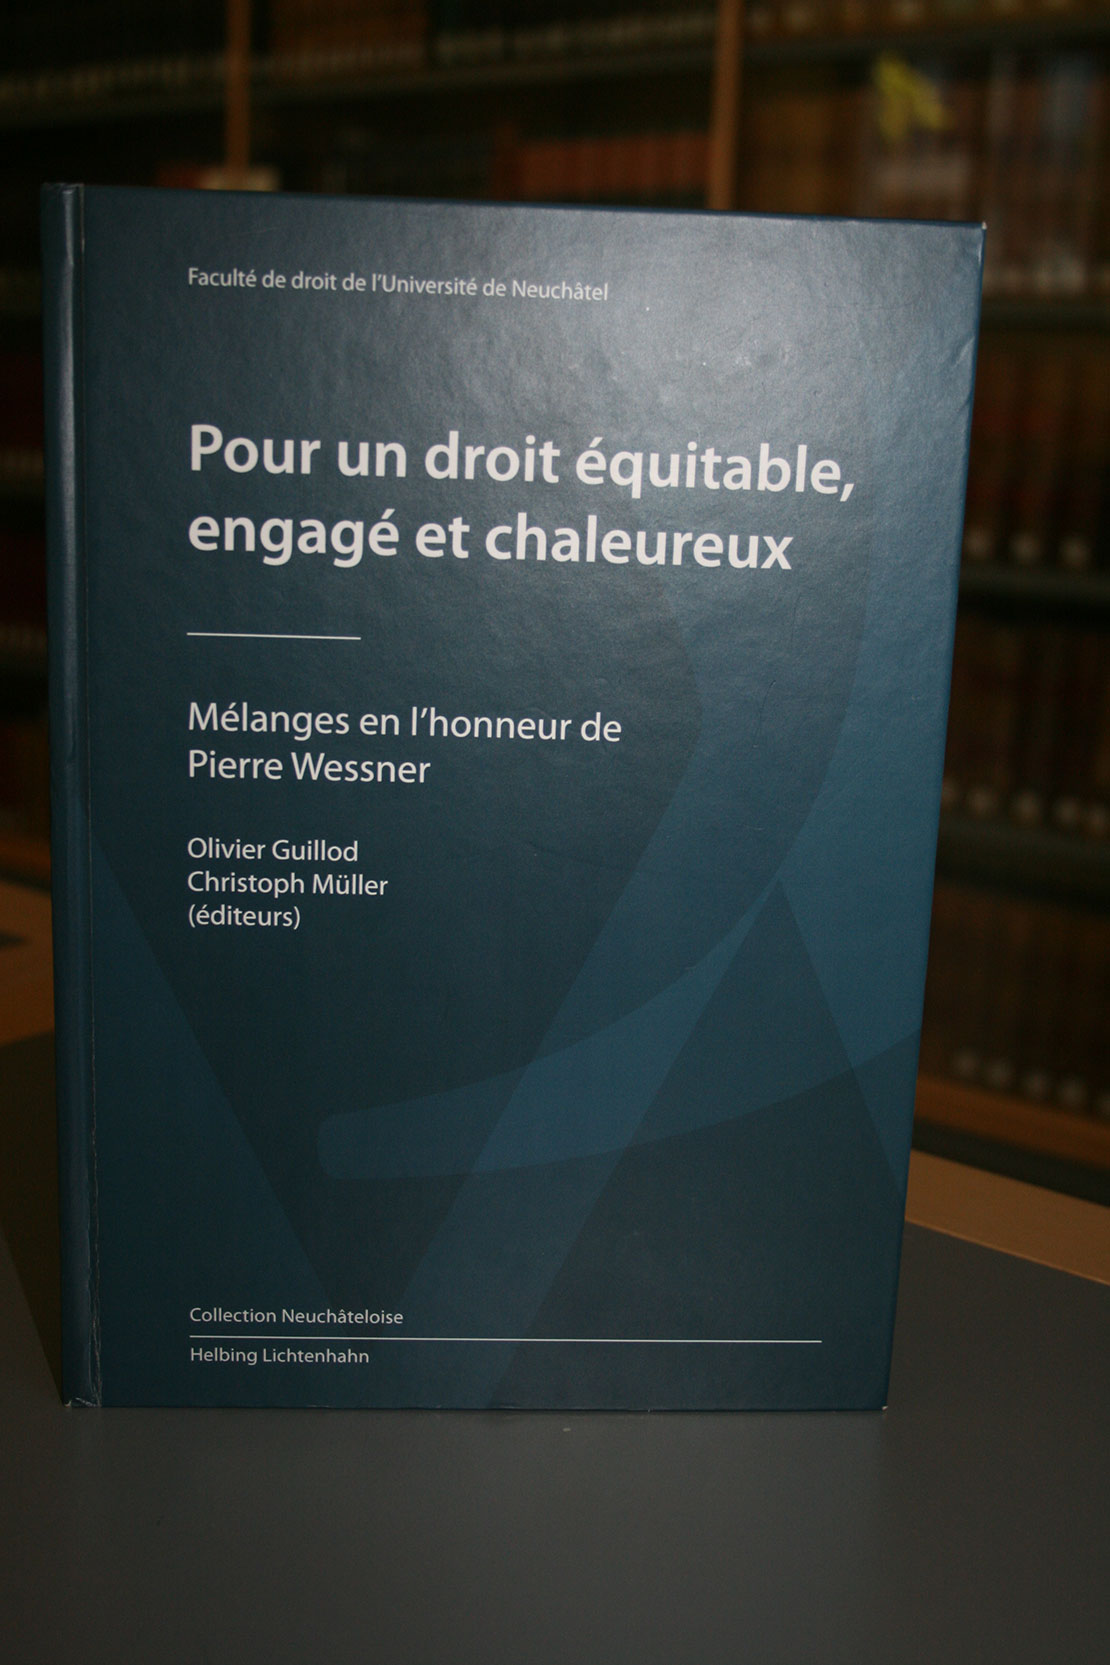 Faculté de droit de l'Université de Neuchâtel
Pour un droit équitable,
engagé et chaleureux
Mélanges en l'honneur de
Pierre Wessner
Olivier Guillod
Christoph Müller
(éditeurs)
Collection Neuchâteloise
Helbing Lichtenhahn